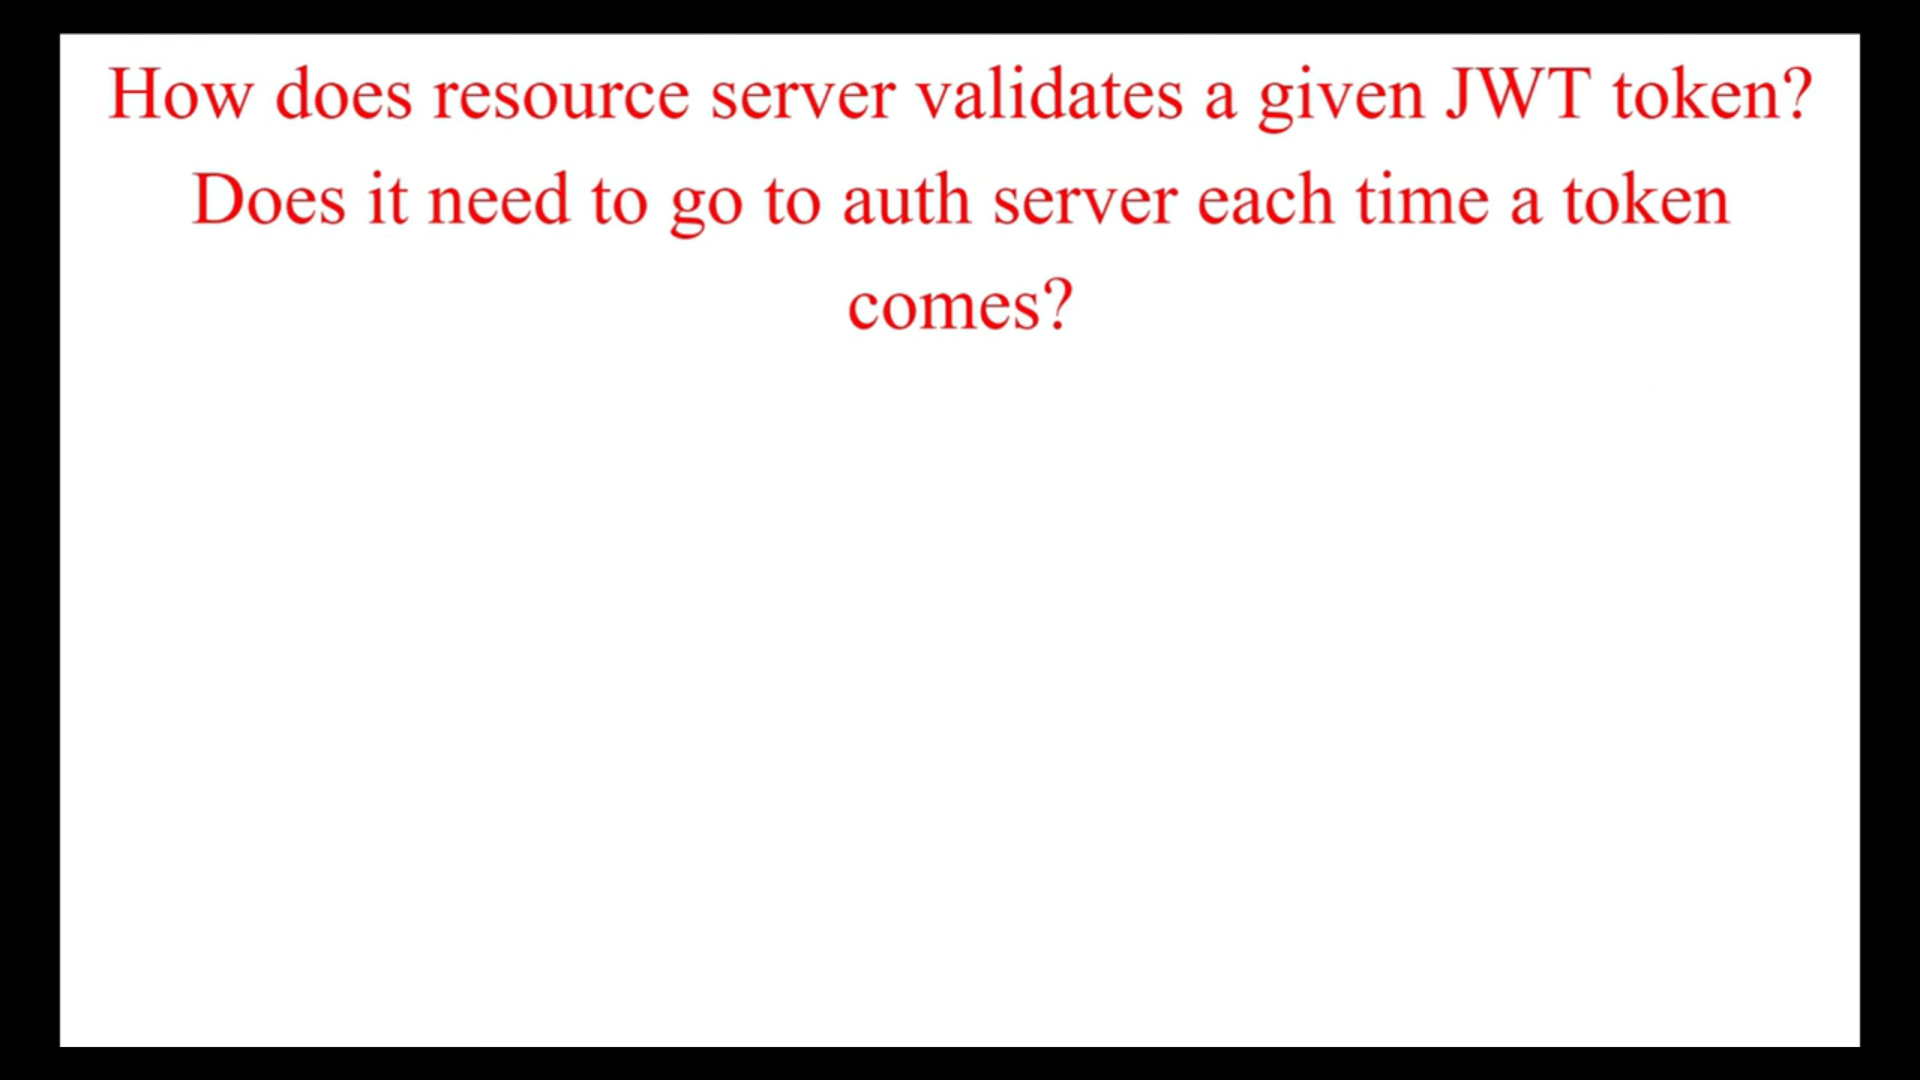 How does resource server validates a given JWT token?
Does it need to go to auth server each time a token
comes?